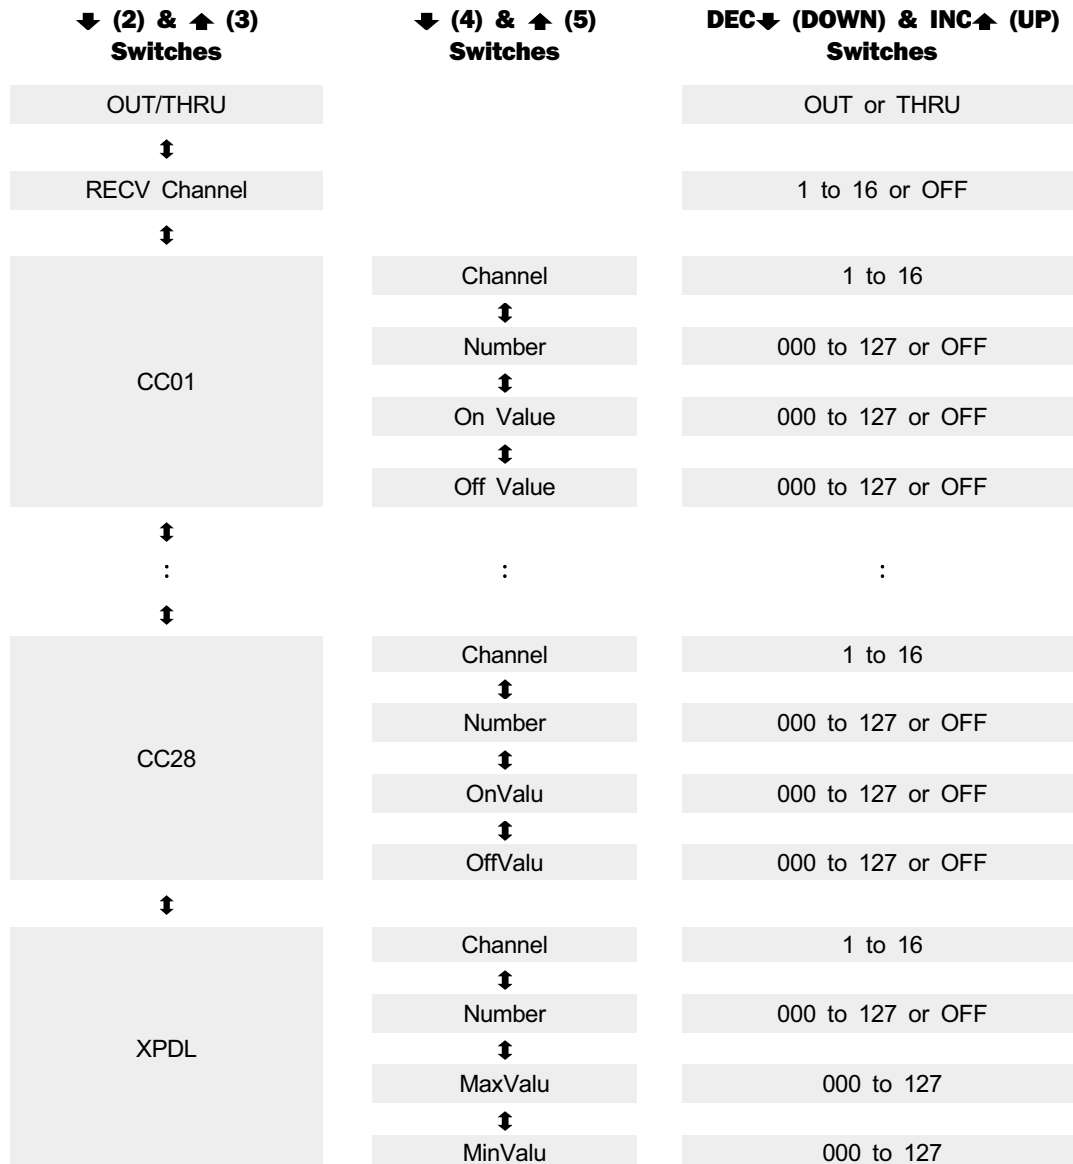 🡇 (2) & 🡅 (3) Switches
🡇 (4) & 🡅 (5) Switches
DEC🡇 (DOWN) & INC🡅 (UP) Switches
OUT/THRU
OUT or THRU
⬍
RECV Channel
1 to 16 or OFF
⬍
CC01
Channel
1 to 16
⬍
Number
000 to 127 or OFF
⬍
On Value
000 to 127 or OFF
⬍
Off Value
000 to 127 or OFF
⬍
: : :
⬍
CC28
Channel
1 to 16
⬍
Number
000 to 127 or OFF
⬍
OnValu
000 to 127 or OFF
⬍
OffValu
000 to 127 or OFF
⬍
XPDL
Channel
1 to 16
⬍
Number
000 to 127 or OFF
⬍
MaxValu
000 to 127
⬍
MinValu
000 to 127